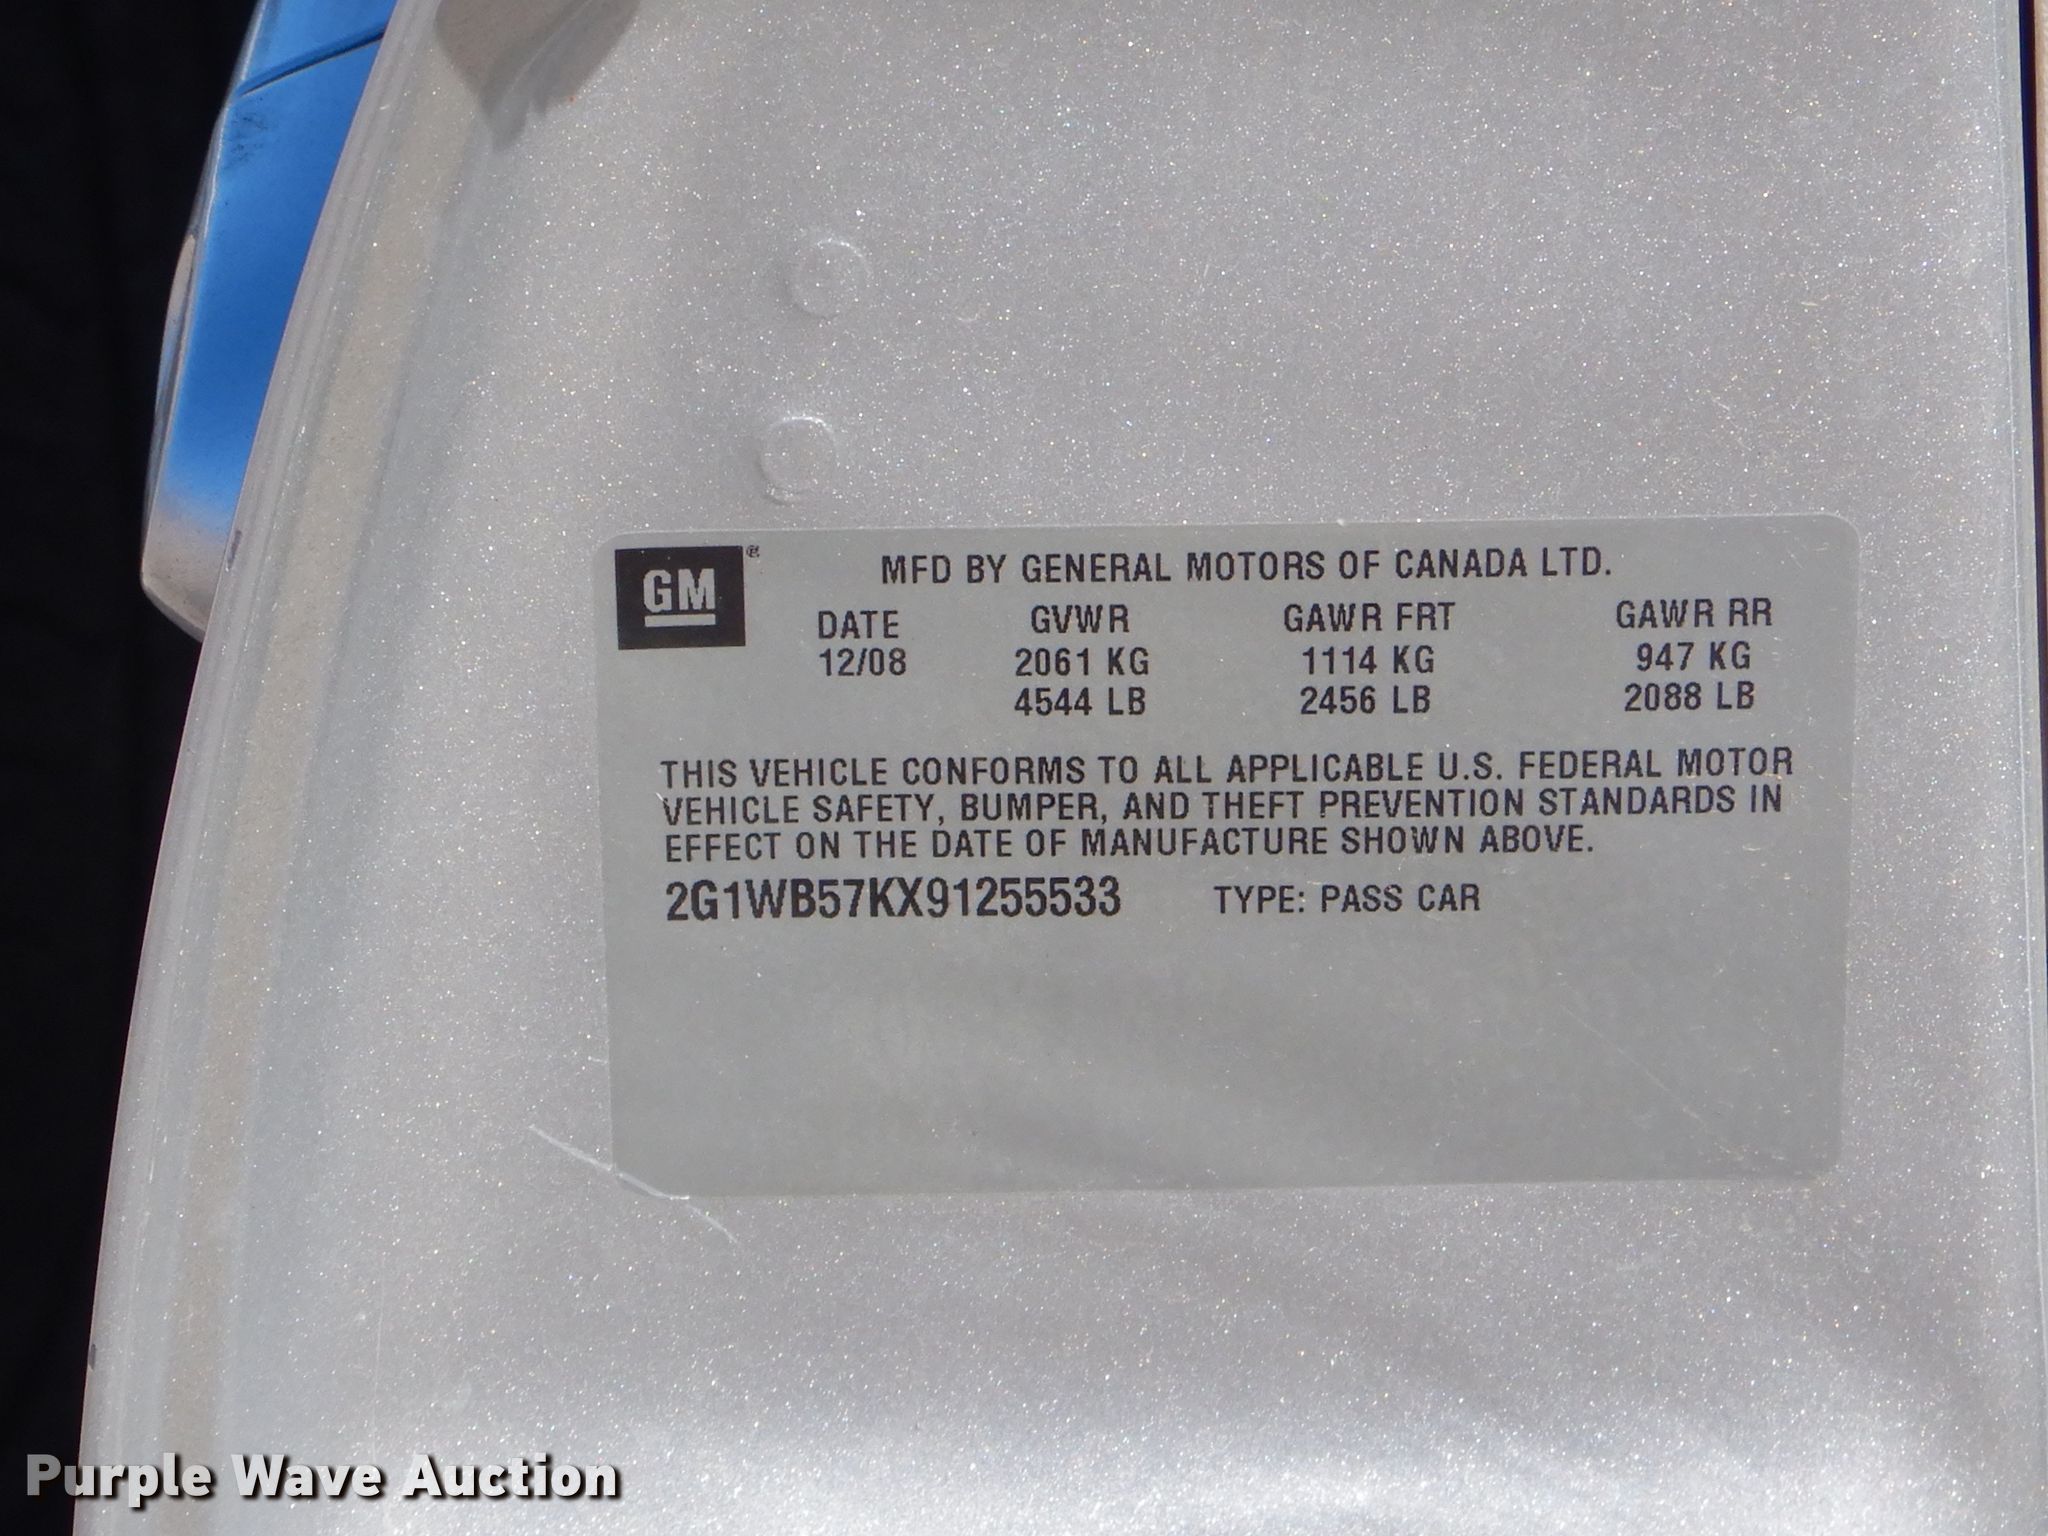 GM®
MFD BY GENERAL MOTORS OF CANADA LTD.
DATE GVWR GAWR FRT GAWR RR
12/08 2061 KG 1114 KG 947 KG
4544 LB 2456 LB 2088 LB
THIS VEHICLE CONFORMS TO ALL APPLICABLE U.S. FEDERAL MOTOR
VEHICLE SAFETY, BUMPER, AND THEFT PREVENTION STANDARDS IN
EFFECT ON THE DATE OF MANUFACTURE SHOWN ABOVE.
2G1WB57KX91255533 TYPE: PASS CAR
Purple Wave Auction